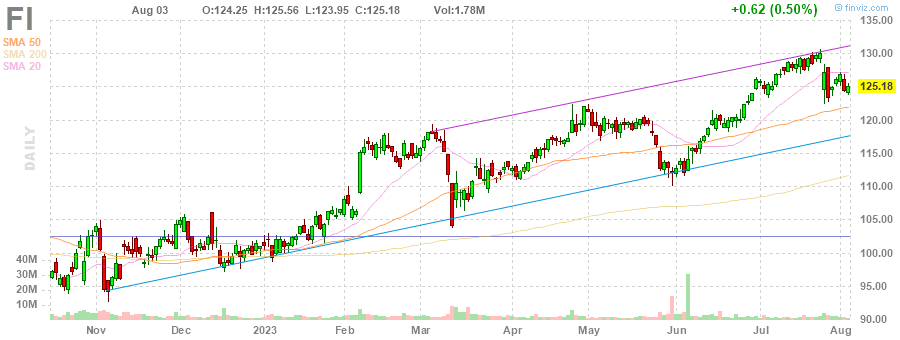 FI Aug 03 O:124.25 H:125.56 L:123.95 C:125.18 Vol:1.78M +0.62 (0.50%) finviz.com
SMA 50
SMA 200
SMA 20
DAILY
135.00
130.00
125.18
120.00
115.00
110.00
105.00
100.00
95.00
90.00
40M
30M
20M
10M
Nov Dec 2023 Feb Mar Apr May Jun Jul Aug